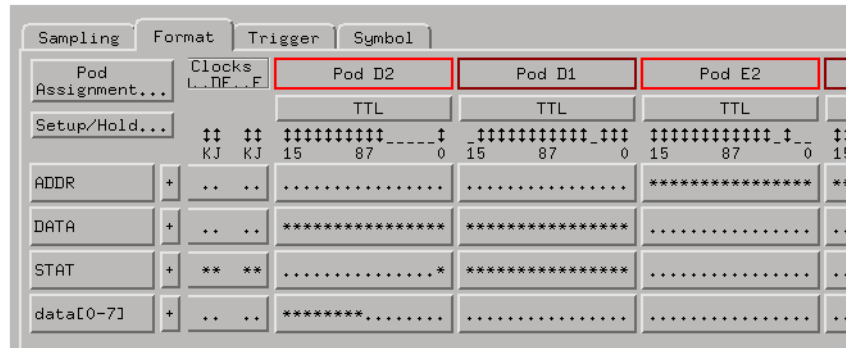 Sampling Format Trigger Symbol
Pod Assignment... Clocks Pod D2 Pod D1 Pod E2
TTL TTL TTL
Setup/Hold...
KJ KJ 15 87 0 15 87 0 15 87 0
ADDR + .. .. ................ ................ ****************
DATA + .. .. **************** **************** ................
STAT + ** ** ...............* **************** ................
data[0-7] + .. .. ********........ ................ ................